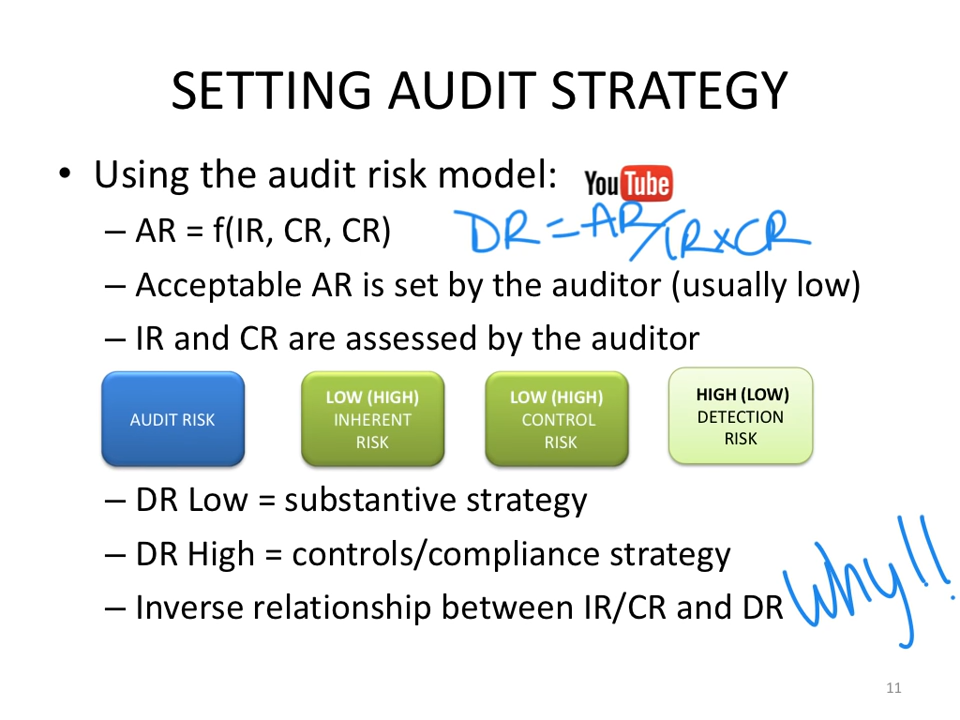 SETTING AUDIT STRATEGY
• Using the audit risk model: YouTube
– AR = f(IR, CR, CR) DR = AR/IR×CR
– Acceptable AR is set by the auditor (usually low)
– IR and CR are assessed by the auditor
AUDIT RISK
LOW (HIGH)
INHERENT
RISK
LOW (HIGH)
CONTROL
RISK
HIGH (LOW)
DETECTION
RISK
– DR Low = substantive strategy
– DR High = controls/compliance strategy
– Inverse relationship between IR/CR and DR why!!
11